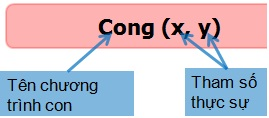 Cong (x, y)
Tên chương
trình con
Tham số
thực sự